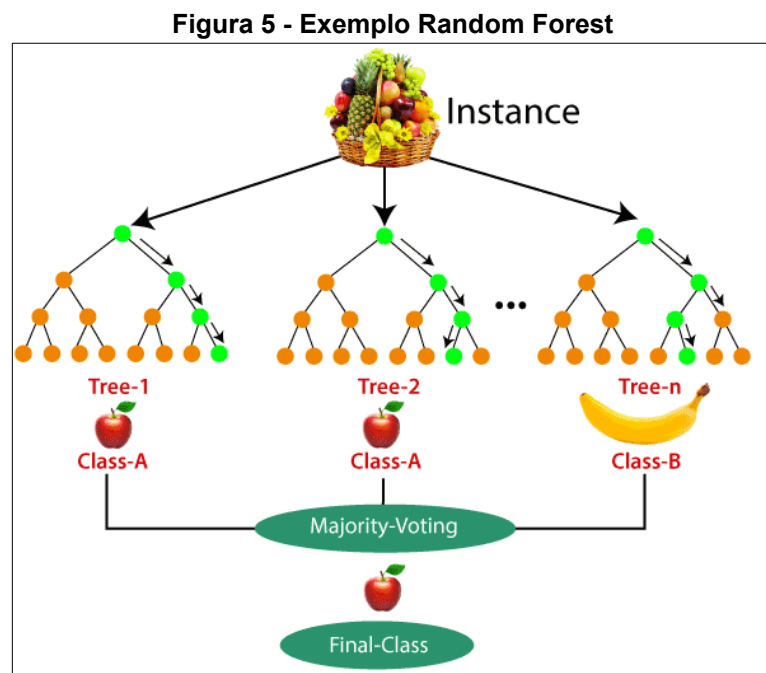 Figura 5 - Exemplo Random Forest
Instance
Tree-1
Tree-2
Tree-n
Class-A
Class-A
Class-B
Majority-Voting
Final-Class